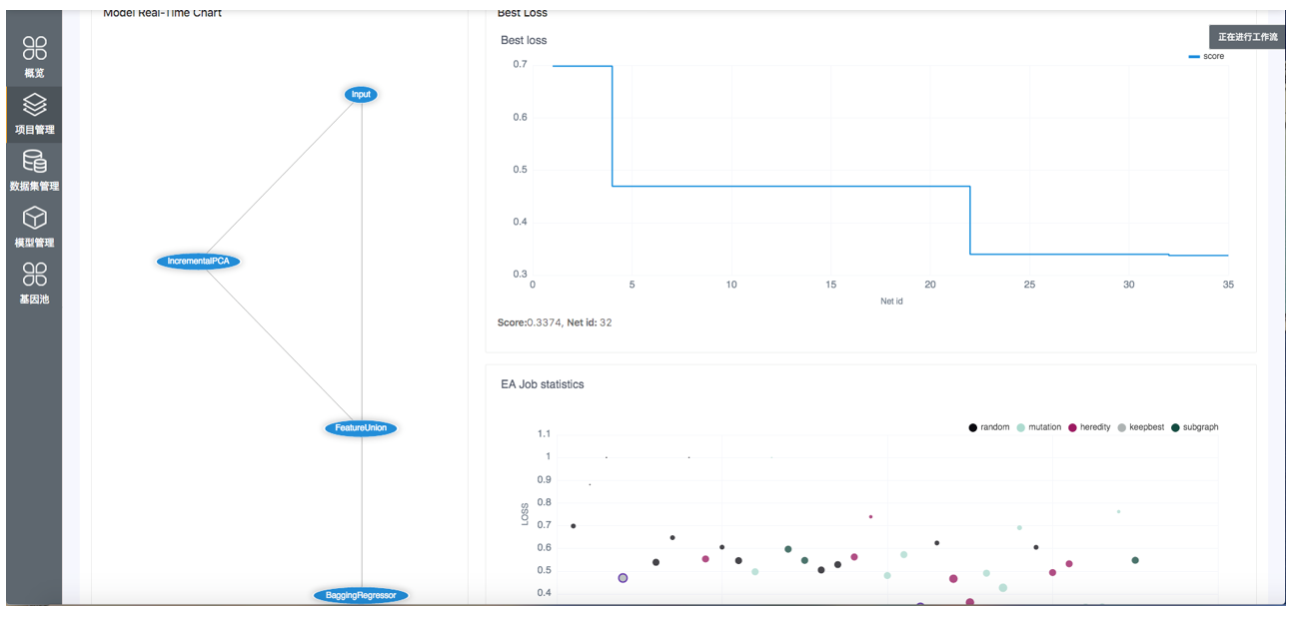 概览
项目管理
数据集管理
模型管理
基因池
Model Real-Time Chart
Input
IncrementalPCA
FeatureUnion
BaggingRegressor
Best Loss
正在进行工作流
Best loss
score
0.7
0.6
0.5
0.4
0.3
0 5 10 15 20 25 30 35
Net id
Score:0.3374, Net id: 32
EA Job statistics
random mutation heredity keepbest subgraph
1.1
1
0.9
0.8
0.7
0.6
0.5
0.4
LOSS